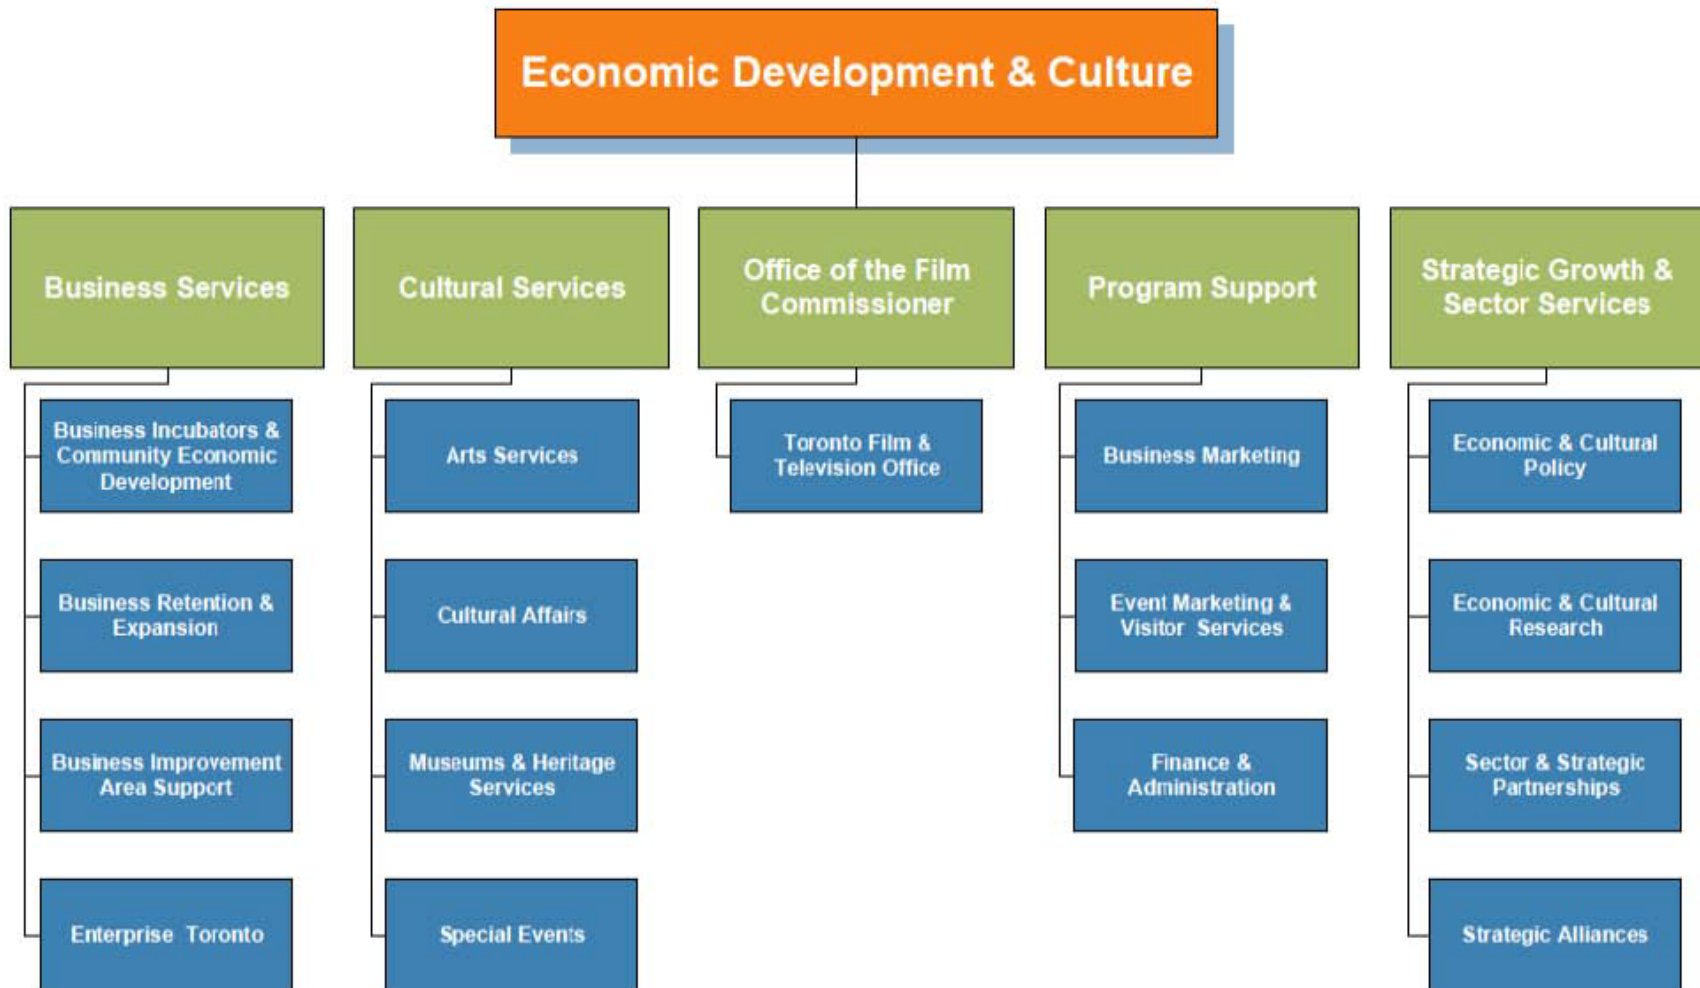 Economic Development & Culture
Business Services
Cultural Services
Office of the Film
Commissioner
Program Support
Strategic Growth &
Sector Services
Business Incubators &
Community Economic
Development
Business Retention &
Expansion
Business Improvement
Area Support
Enterprise Toronto
Arts Services
Cultural Affairs
Museums & Heritage
Services
Special Events
Toronto Film &
Television Office
Business Marketing
Event Marketing &
Visitor Services
Finance &
Administration
Economic & Cultural
Policy
Economic & Cultural
Research
Sector & Strategic
Partnerships
Strategic Alliances